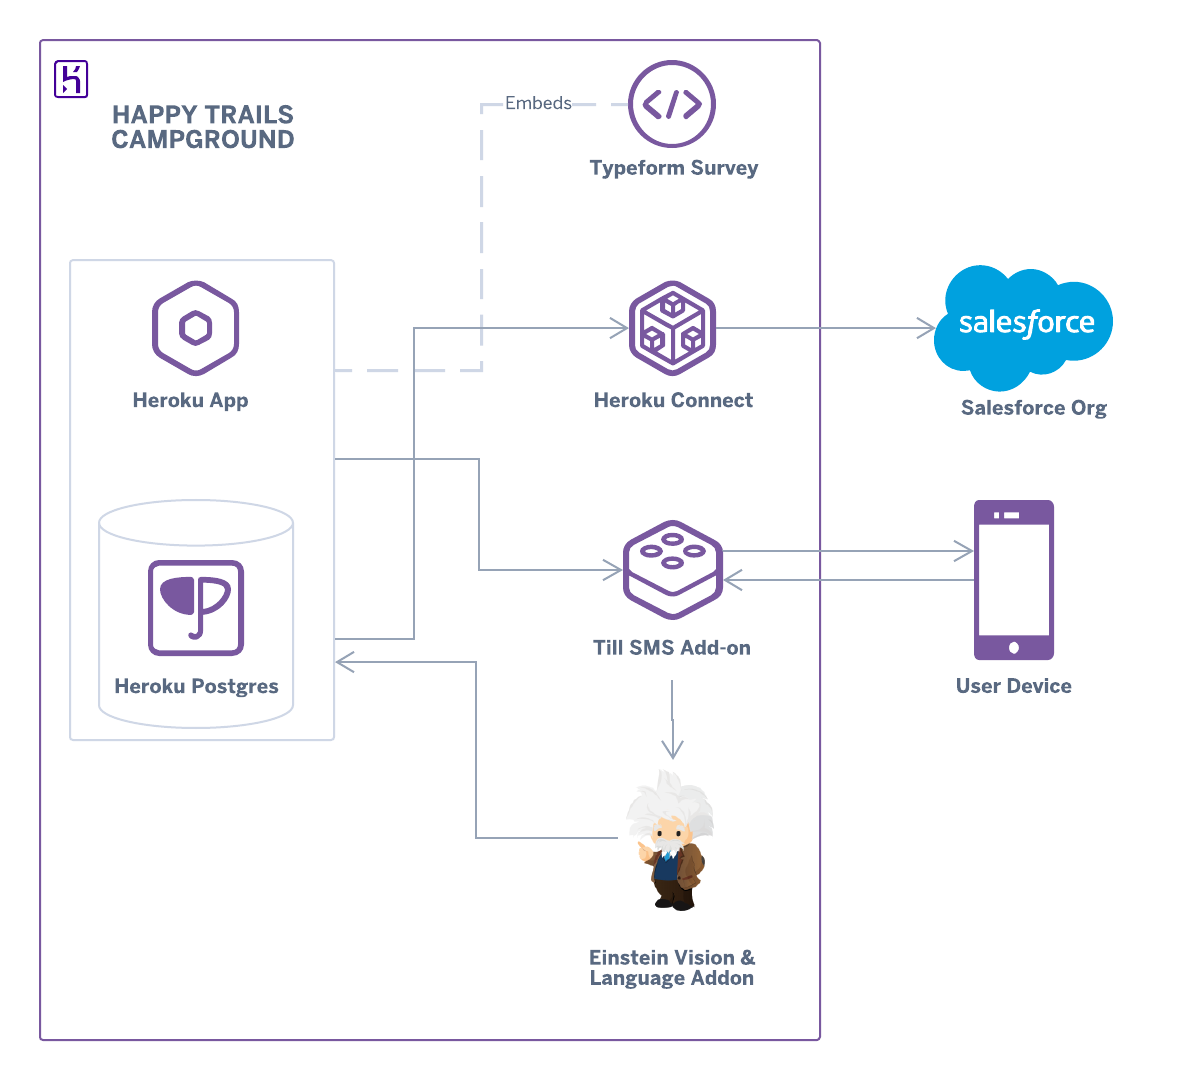 HAPPY TRAILS
CAMPGROUND
Embeds
Typeform Survey
Heroku App
Heroku Connect
salesforce
Salesforce Org
Heroku Postgres
Till SMS Add-on
User Device
Einstein Vision &
Language Addon